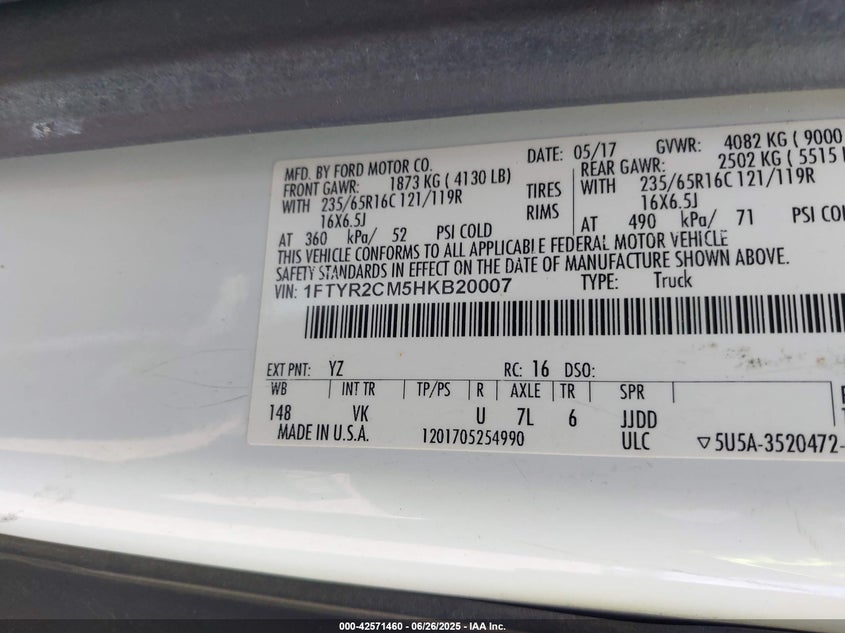 MFD. BY FORD MOTOR CO. DATE: 05/17 GVWR: 4082 KG ( 9000
FRONT GAWR: 1873 KG ( 4130 LB) REAR GAWR: 2502 KG ( 5515
WITH 235/65R16C 121/119R TIRES WITH 235/65R16C 121/119R
16X6.5J RIMS 16X6.5J
AT 360 kPa/ 52 PSI COLD AT 490 kPa/ 71 PSI COL
THIS VEHICLE CONFORMS TO ALL APPLICABLE FEDERAL MOTOR VEHICLE
SAFETY STANDARDS IN EFFECT ON THE DATE OF MANUFACTURE SHOWN ABOVE.
VIN: 1FTYR2CM5HKB20007 TYPE: Truck
EXT PNT: YZ RC: 16 DSO:
WB INT TR TP/PS R AXLE TR SPR
148 VK U 7L 6 JJDD
MADE IN U.S.A. 1201705254990 ULC ▽5U5A-3520472-
000-42571460 - 06/26/2025 - IAA Inc.